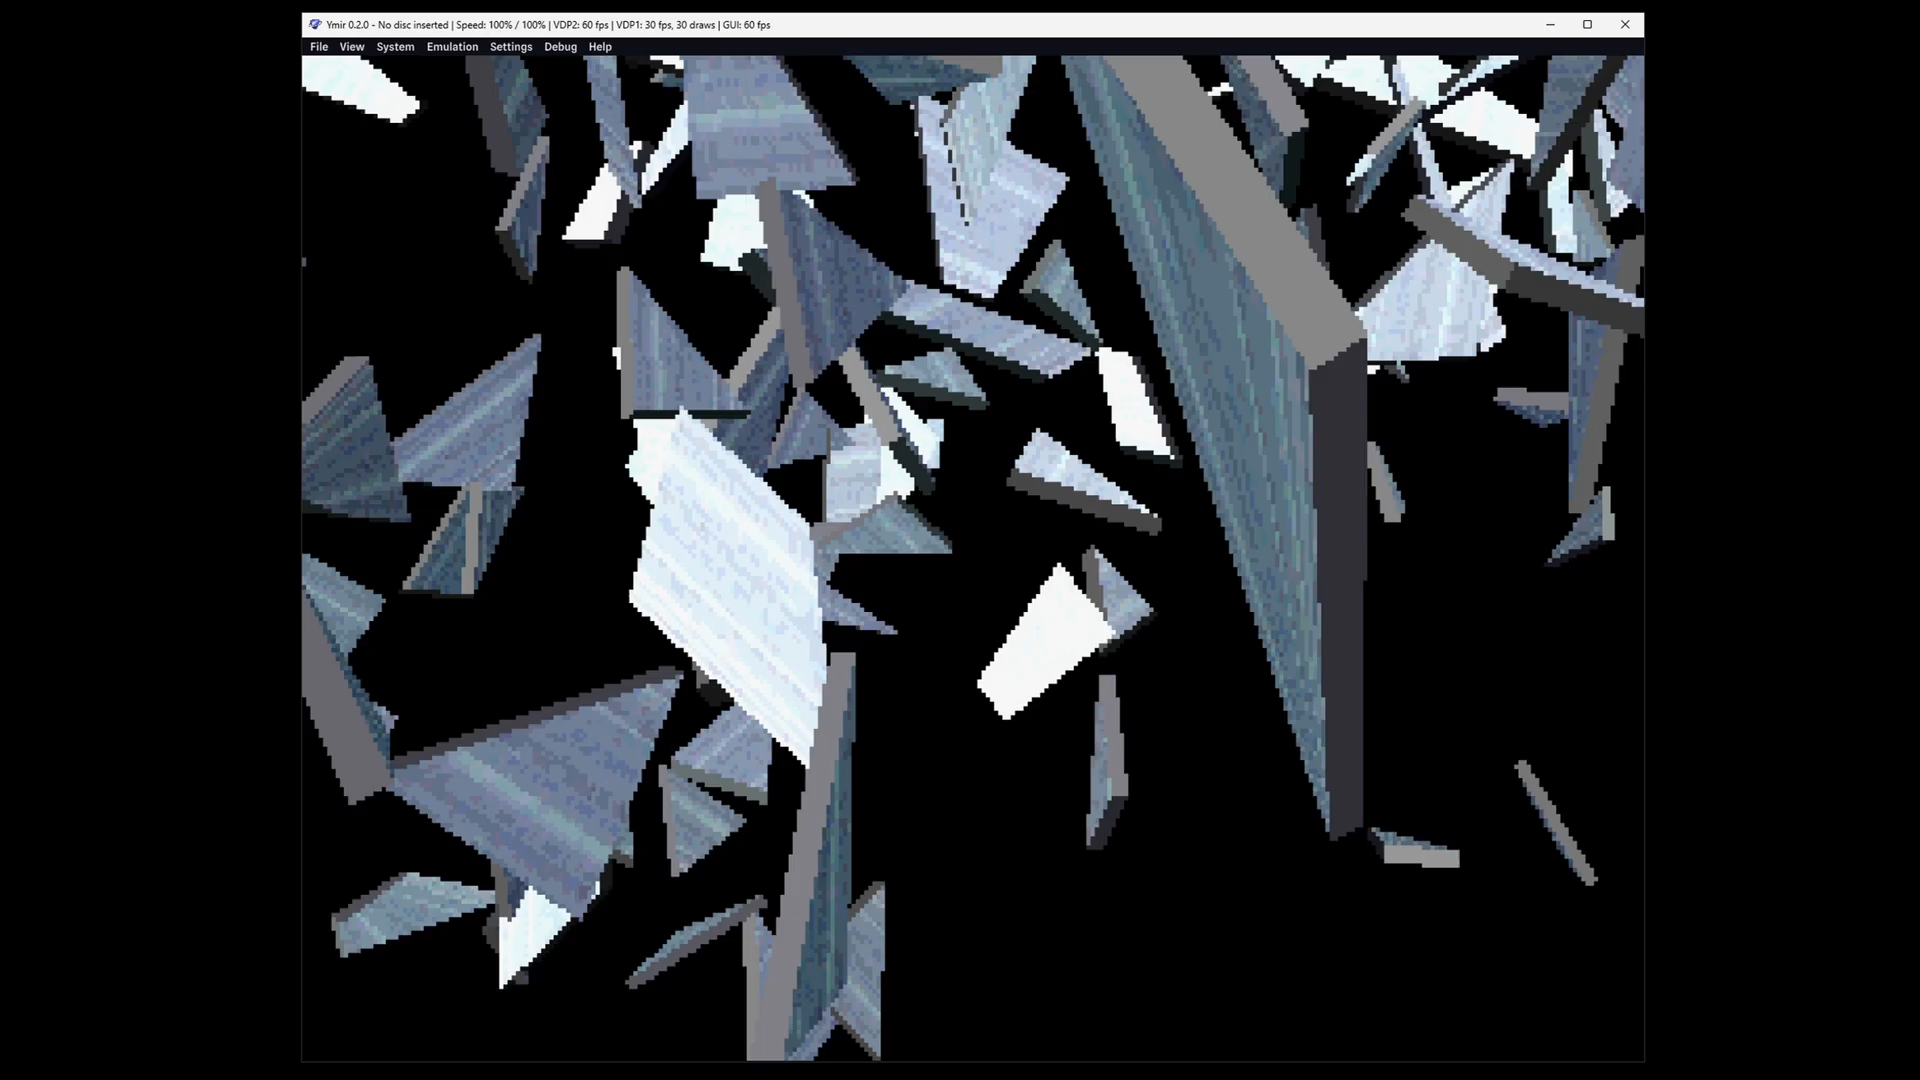 Ymir 0.2.0 - No disc inserted | Speed: 100% / 100% | VDP2: 60 fps | VDP1: 30 fps, 30 draws | GUI: 60 fps
File View System Emulation Settings Debug Help